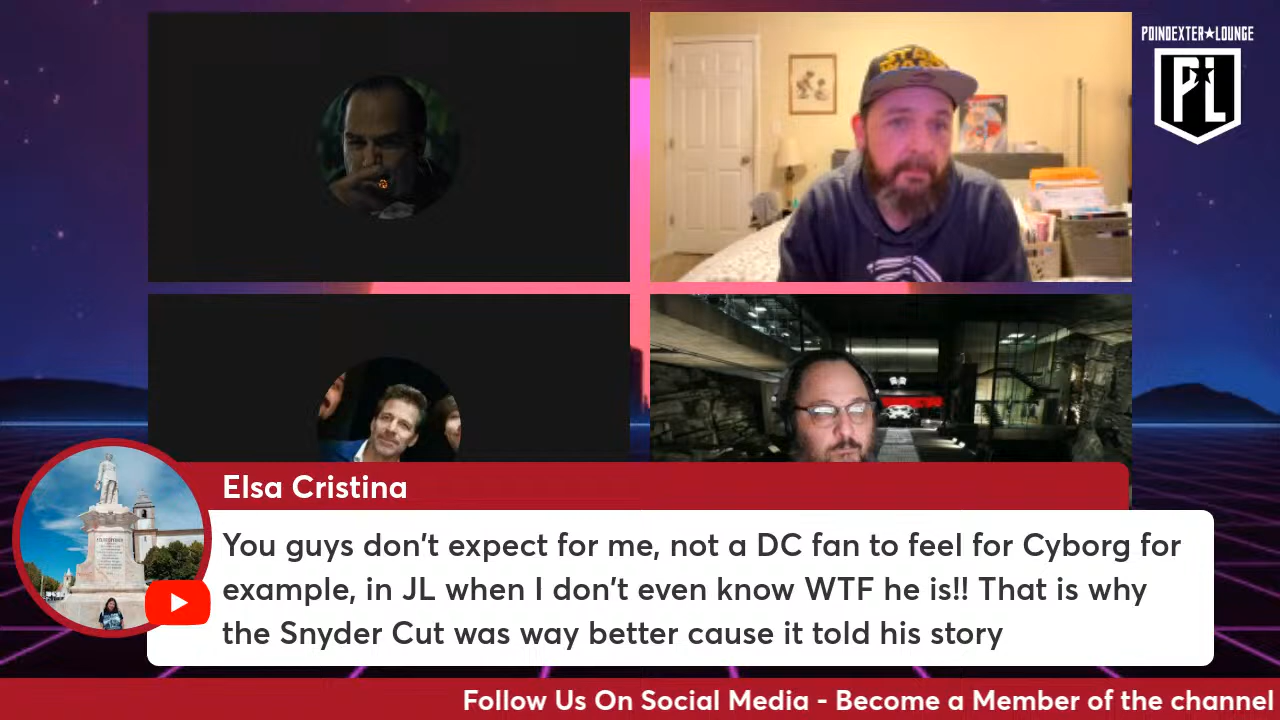 POINDEXTER★LOUNGE
PL
STAR
WARS
Elsa Cristina
You guys don't expect for me, not a DC fan to feel for Cyborg for
example, in JL when I don't even know WTF he is!! That is why
the Snyder Cut was way better cause it told his story
Follow Us On Social Media - Become a Member of the channel